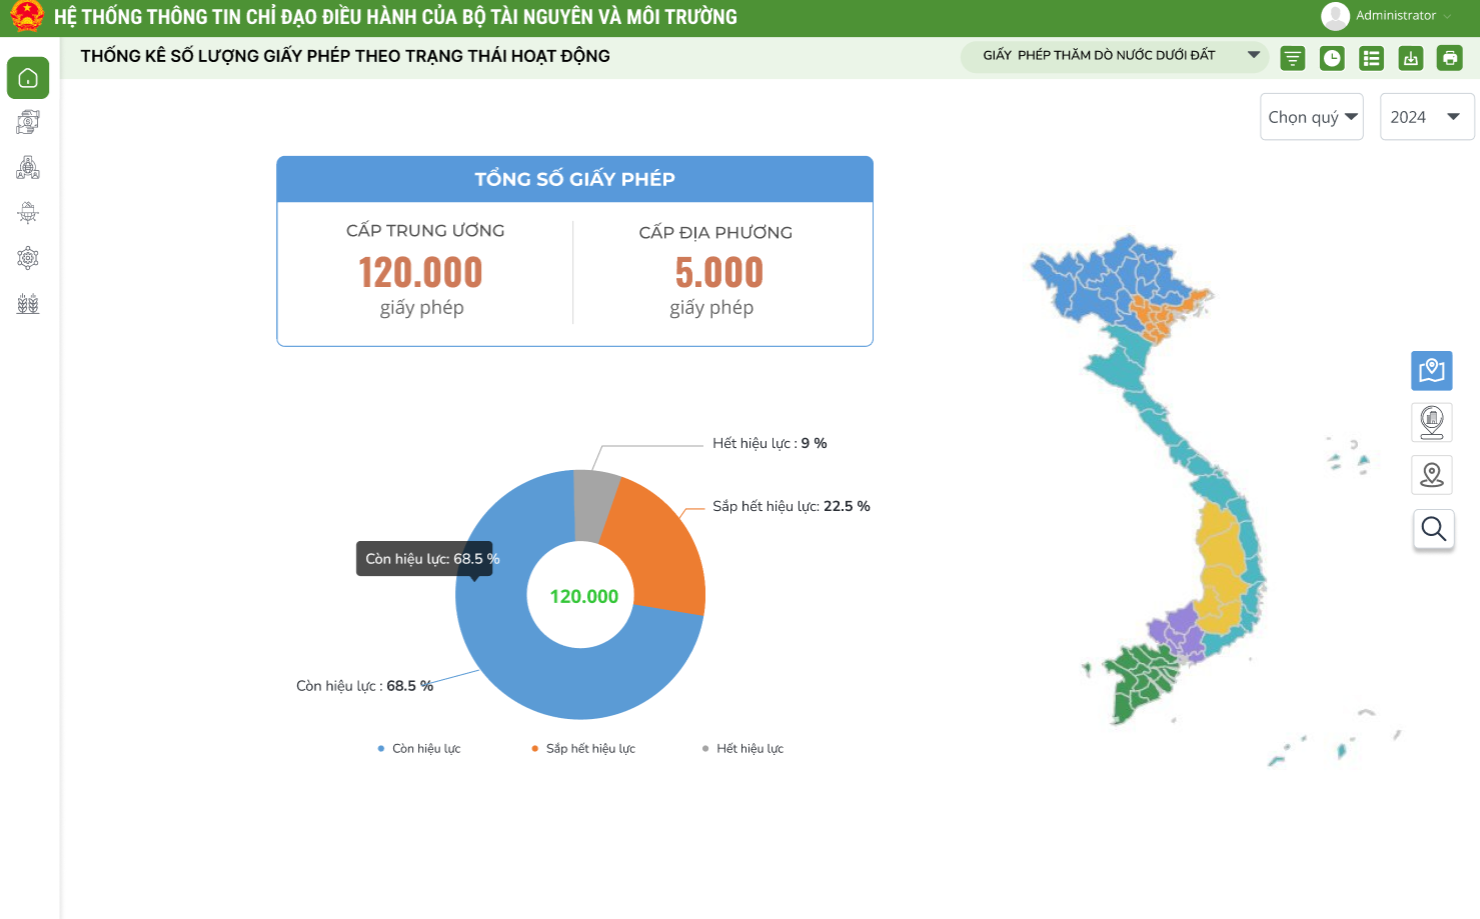 HỆ THỐNG THÔNG TIN CHỈ ĐẠO ĐIỀU HÀNH CỦA BỘ TÀI NGUYÊN VÀ MÔI TRƯỜNG
Administrator
THỐNG KÊ SỐ LƯỢNG GIẤY PHÉP THEO TRẠNG THÁI HOẠT ĐỘNG
GIẤY PHÉP THĂM DÒ NƯỚC DƯỚI ĐẤT
Chọn quý
2024
TỔNG SỐ GIẤY PHÉP
CẤP TRUNG ƯƠNG
120.000
giấy phép
CẤP ĐỊA PHƯƠNG
5.000
giấy phép
Hết hiệu lực : 9 %
Sắp hết hiệu lực: 22.5 %
Còn hiệu lực: 68.5 %
120.000
Còn hiệu lực : 68.5 %
Còn hiệu lực
Sắp hết hiệu lực
Hết hiệu lực